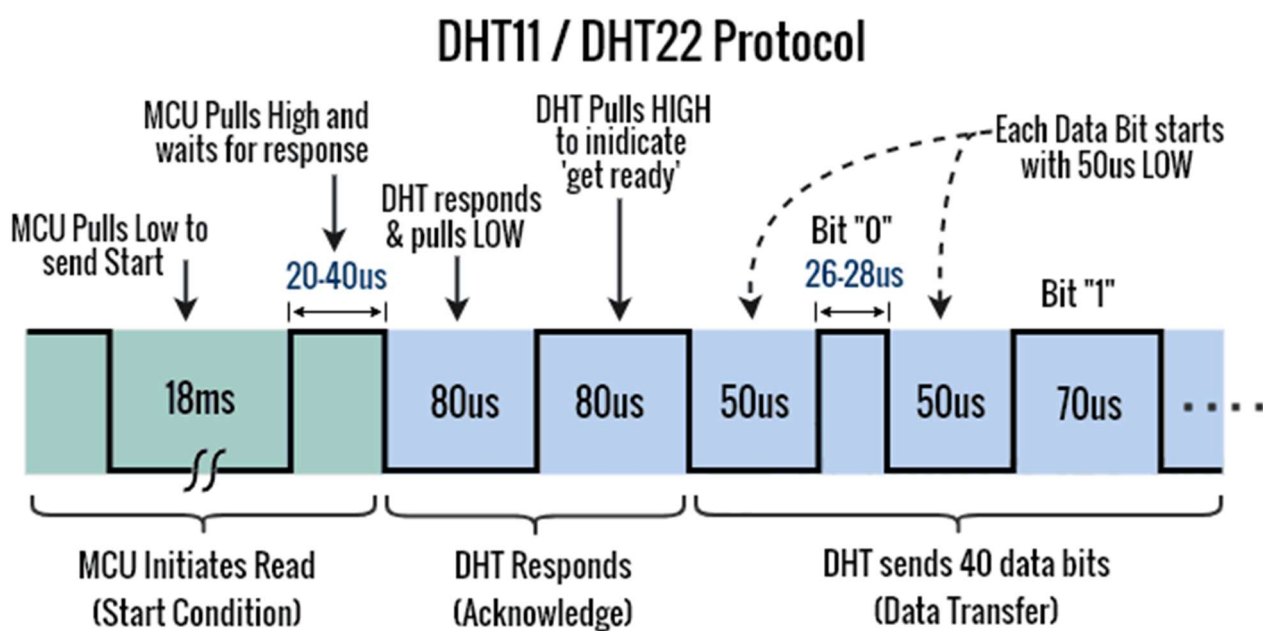 DHT11 / DHT22 Protocol
MCU Pulls High and
waits for response
DHT Pulls HIGH
to inidicate
'get ready'
Each Data Bit starts
with 50us LOW
MCU Pulls Low to
send Start
DHT responds
& pulls LOW
20-40us
Bit "0"
26-28us
Bit "1"
18ms
80us
80us
50us
50us
70us
MCU Initiates Read
(Start Condition)
DHT Responds
(Acknowledge)
DHT sends 40 data bits
(Data Transfer)